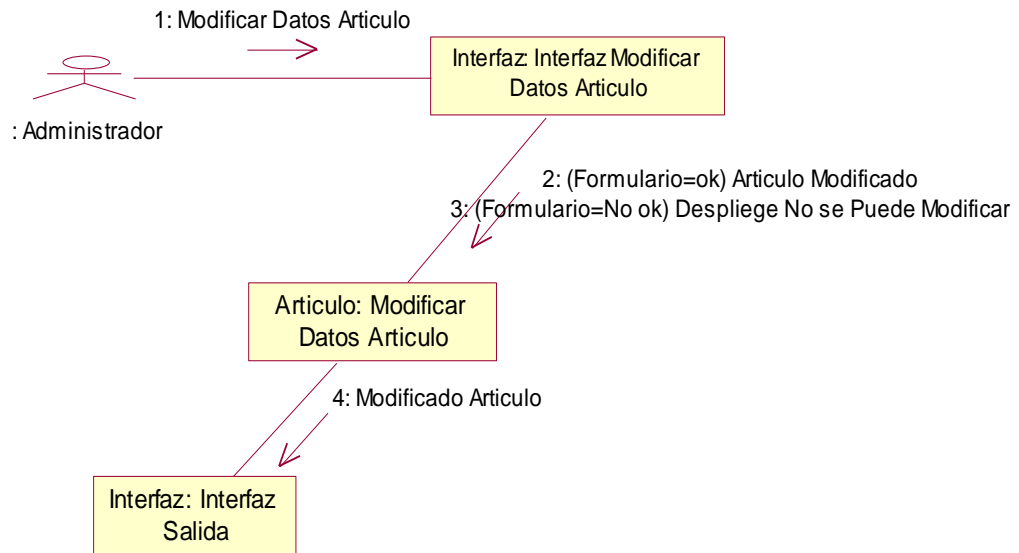 1: Modificar Datos Articulo
Interfaz: Interfaz Modificar
Datos Articulo
: Administrador
2: (Formulario=ok) Articulo Modificado
3: (Formulario=No ok) Despliege No se Puede Modificar
Articulo: Modificar
Datos Articulo
4: Modificado Articulo
Interfaz: Interfaz
Salida